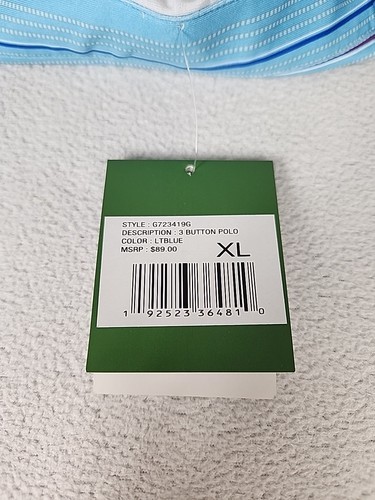 STYLE : G723419G
DESCRIPTION : 3 BUTTON POLO
COLOR : LTBLUE
MSRP : $89.00
XL
1 92523 36481 0